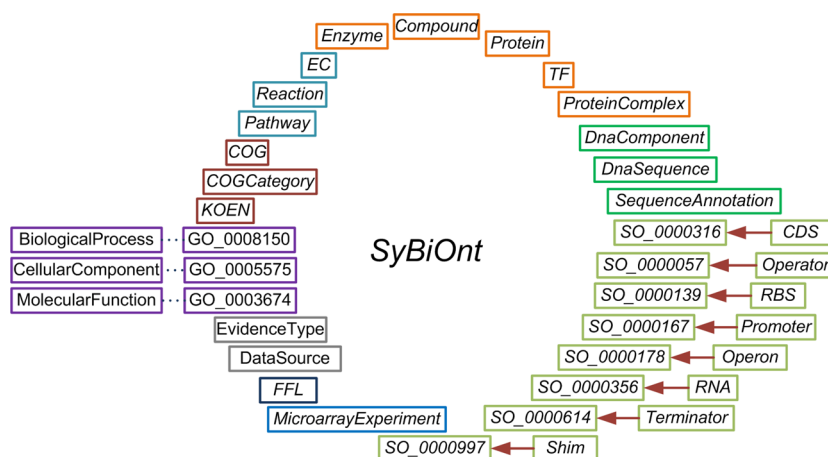 Compound
Enzyme
Protein
EC
TF
Reaction
ProteinComplex
Pathway
DnaComponent
COG
DnaSequence
COGCategory
SequenceAnnotation
KOEN
SO_0000316 CDS
BiologicalProcess GO_0008150
SyBiOnt
CellularComponent GO_0005575
SO_0000057 Operator
MolecularFunction GO_0003674
SO_0000139 RBS
EvidenceType
SO_0000167 Promoter
DataSource
SO_0000178 Operon
FFL
SO_0000356 RNA
MicroarrayExperiment
SO_0000614 Terminator
SO_0000997 Shim